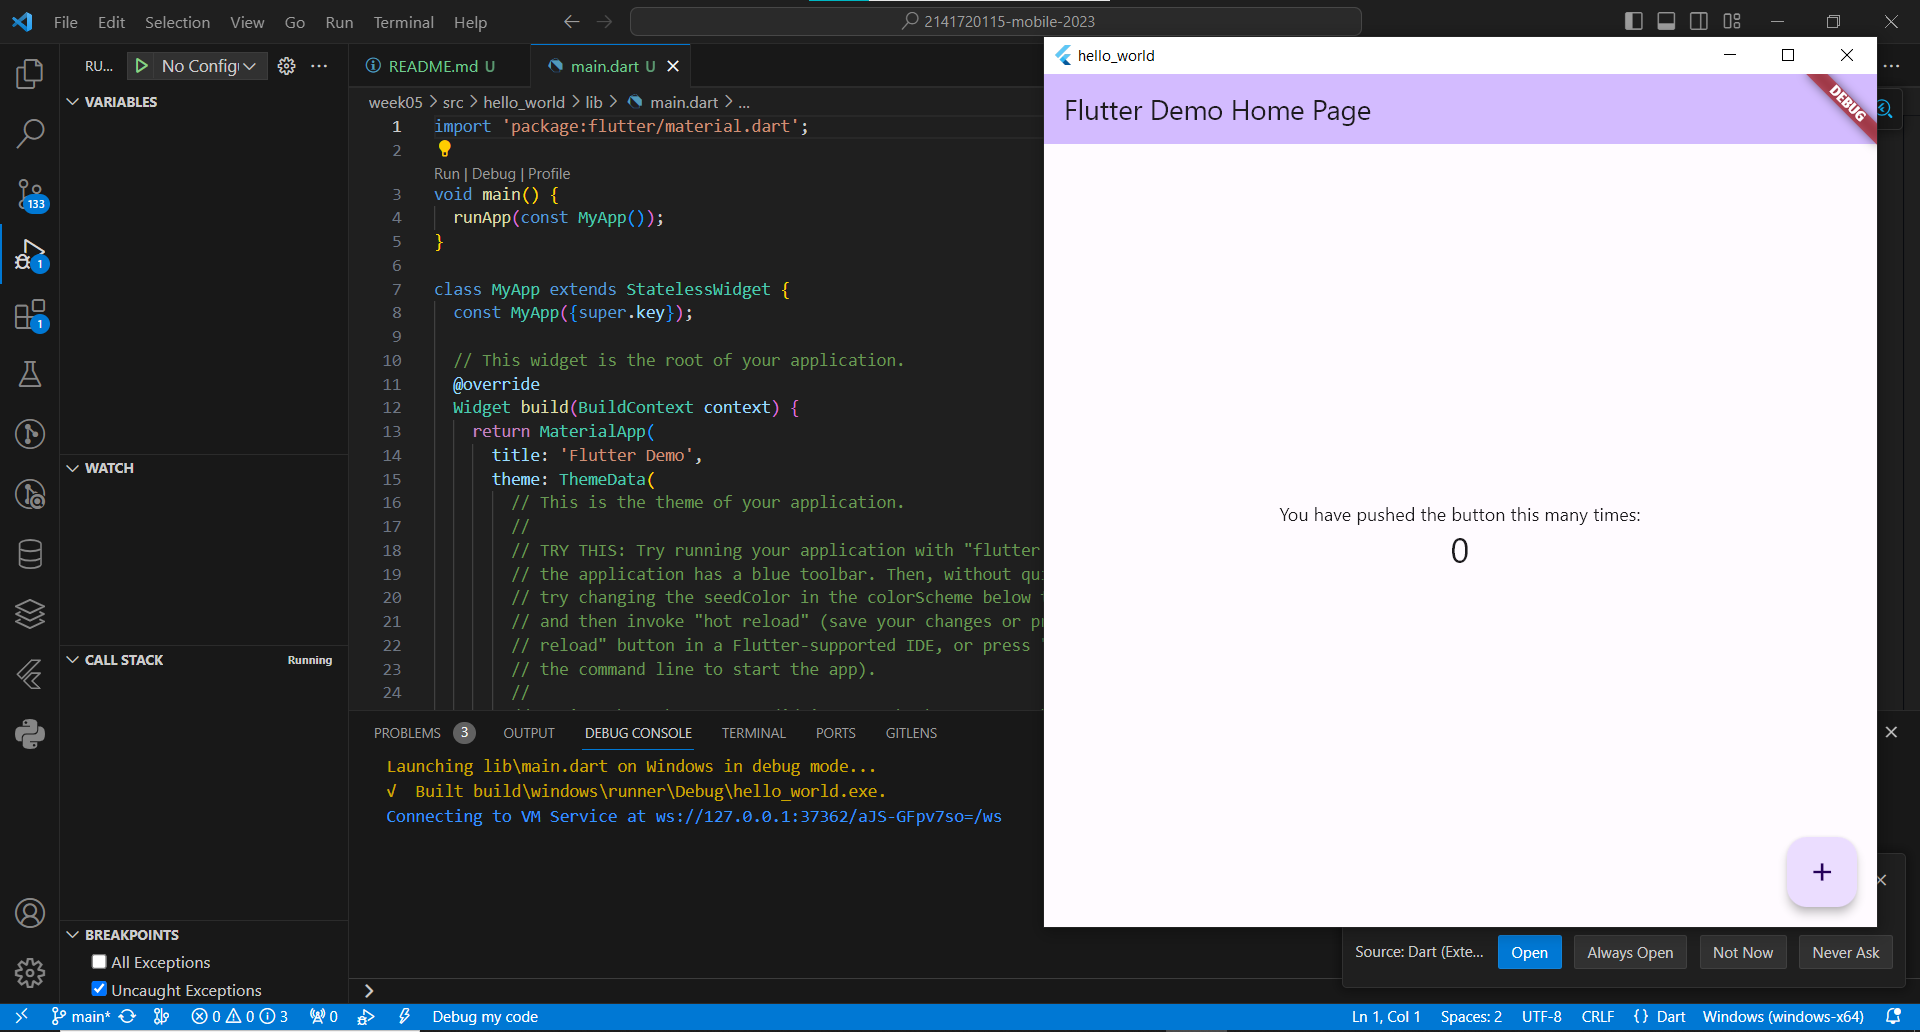 File Edit Selection View Go Run Terminal Help
2141720115-mobile-2023
RU... No Config
VARIABLES
WATCH
CALL STACK Running
BREAKPOINTS
All Exceptions
Uncaught Exceptions
133
1
1
README.md U
main.dart U
week05 > src > hello_world > lib > main.dart > ...
1 import 'package:flutter/material.dart';
2
Run | Debug | Profile
3 void main() {
4 runApp(const MyApp());
5 }
6
7 class MyApp extends StatelessWidget {
8 const MyApp({super.key});
9
10 // This widget is the root of your application.
11 @override
12 Widget build(BuildContext context) {
13 return MaterialApp(
14 title: 'Flutter Demo',
15 theme: ThemeData(
16 // This is the theme of your application.
17 //
18 // TRY THIS: Try running your application with "flutter
19 // the application has a blue toolbar. Then, without
20 // try changing the seedColor in the colorScheme below
21 // and then invoke "hot reload" (save your changes or
22 // reload" button in a Flutter-supported IDE, or press
23 // the command line to start the app).
24 //
PROBLEMS 3 OUTPUT DEBUG CONSOLE TERMINAL PORTS GITLENS
Launching lib\main.dart on Windows in debug mode...
√ Built build\windows\runner\Debug\hello_world.exe.
Connecting to VM Service at ws://127.0.0.1:37362/aJS-GFpv7so=/ws
>
hello_world
Flutter Demo Home Page
DEBUG
You have pushed the button this many times:
0
+
Source: Dart (Exte... Open Always Open Not Now Never Ask
main* 0 0 3 0 Debug my code
Ln 1, Col 1 Spaces: 2 UTF-8 CRLF {} Dart Windows (windows-x64)